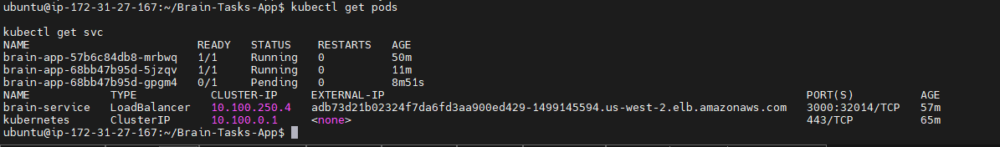 ubuntu@ip-172-31-27-167:~/Brain-Tasks-App$ kubectl get pods
kubectl get svc
NAME READY STATUS RESTARTS AGE
brain-app-57b6c84db8-mrbwq 1/1 Running 0 50m
brain-app-68bb47b95d-5jzqv 1/1 Running 0 11m
brain-app-68bb47b95d-gpgm4 0/1 Pending 0 8m51s
NAME TYPE CLUSTER-IP EXTERNAL-IP PORT(S) AGE
brain-service LoadBalancer 10.100.250.4 adb73d21b02324f7da6fd3aa900ed429-1499145594.us-west-2.elb.amazonaws.com 3000:32014/TCP 57m
kubernetes ClusterIP 10.100.0.1 <none> 443/TCP 65m
ubuntu@ip-172-31-27-167:~/Brain-Tasks-App$